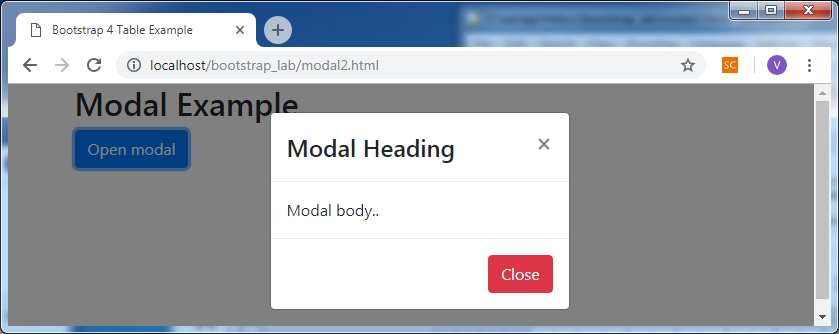 Bootstrap 4 Table Example
localhost/bootstrap_lab/modal2.html
SC
V
Modal Example
Open modal
Modal Heading
×
Modal body..
Close